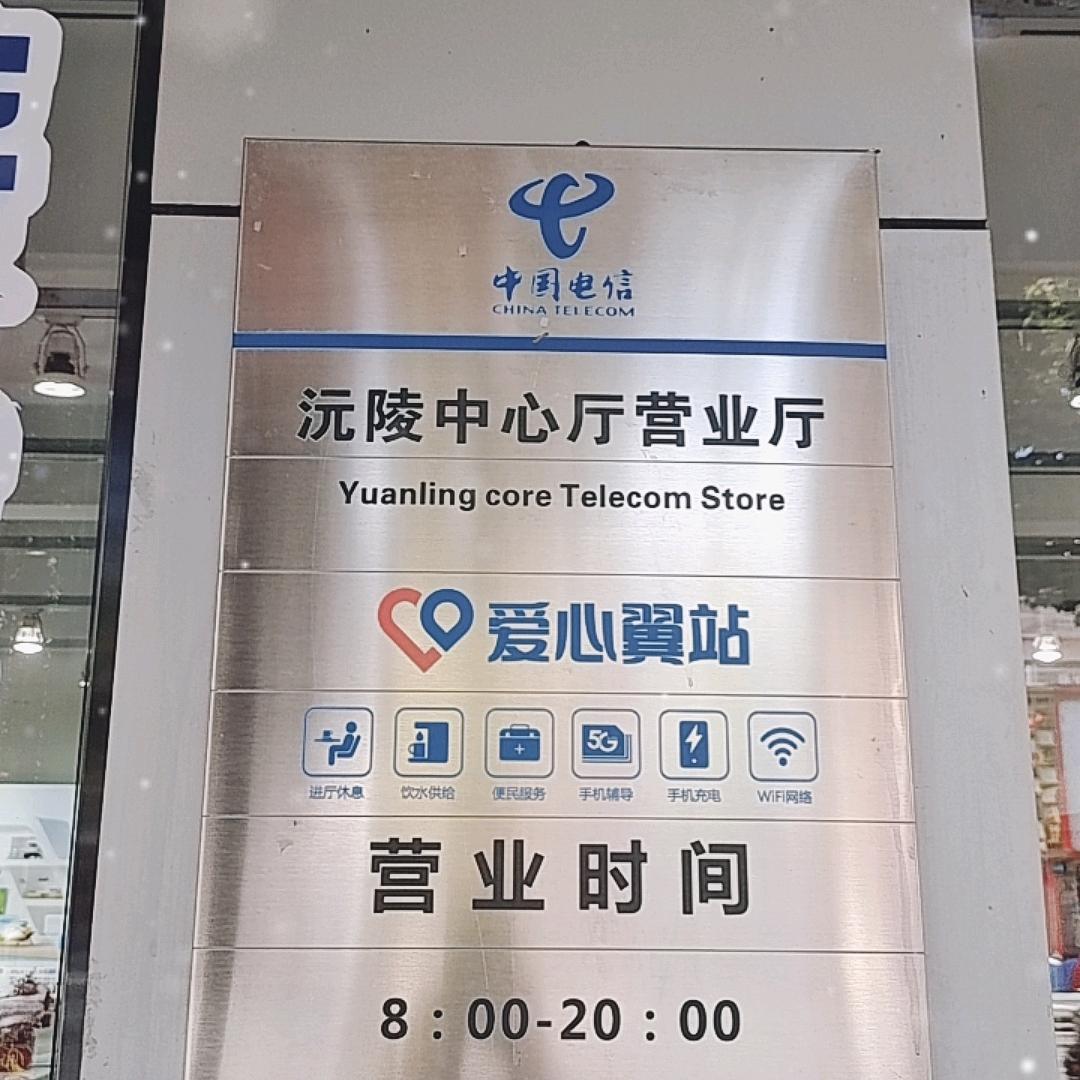 中国电信
CHINA TELECOM
沅陵中心厅营业厅
Yuanling core Telecom Store
爱心翼站
5G
进厅休息 饮水供给 便民服务 手机辅导 手机充电 WiFi网络
营业时间
8：00-20：00